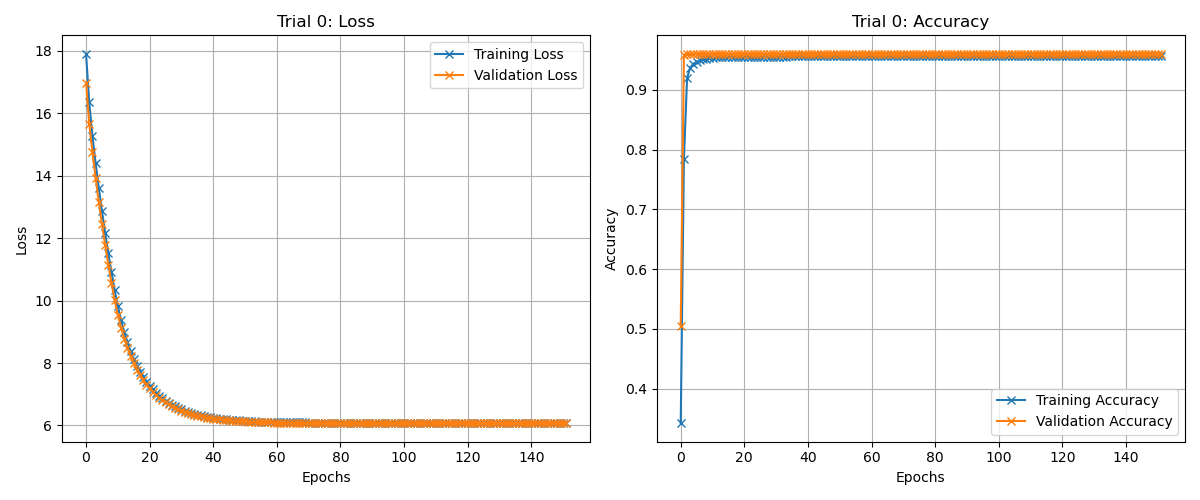 Trial 0: Loss
Loss
18
16
14
12
10
8
6
0 20 40 60 80 100 120 140
Epochs
Training Loss
Validation Loss
Trial 0: Accuracy
Accuracy
0.9
0.8
0.7
0.6
0.5
0.4
0 20 40 60 80 100 120 140
Epochs
Training Accuracy
Validation Accuracy